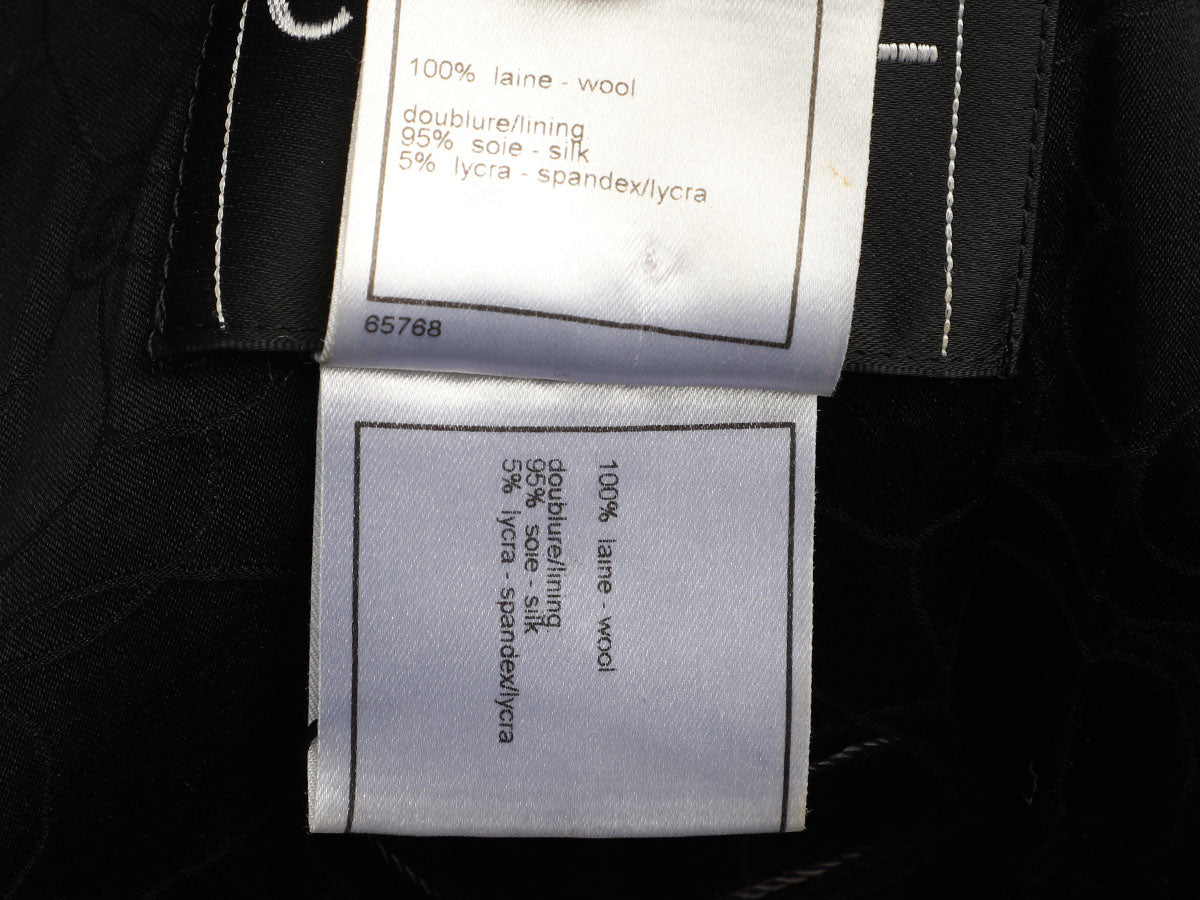 C
100% laine - wool
doublure/lining
95% soie - silk
5% lycra - spandex/lycra
65768
100% laine - wool
doublure/lining
95% soie - silk
5% lycra - spandex/lycra